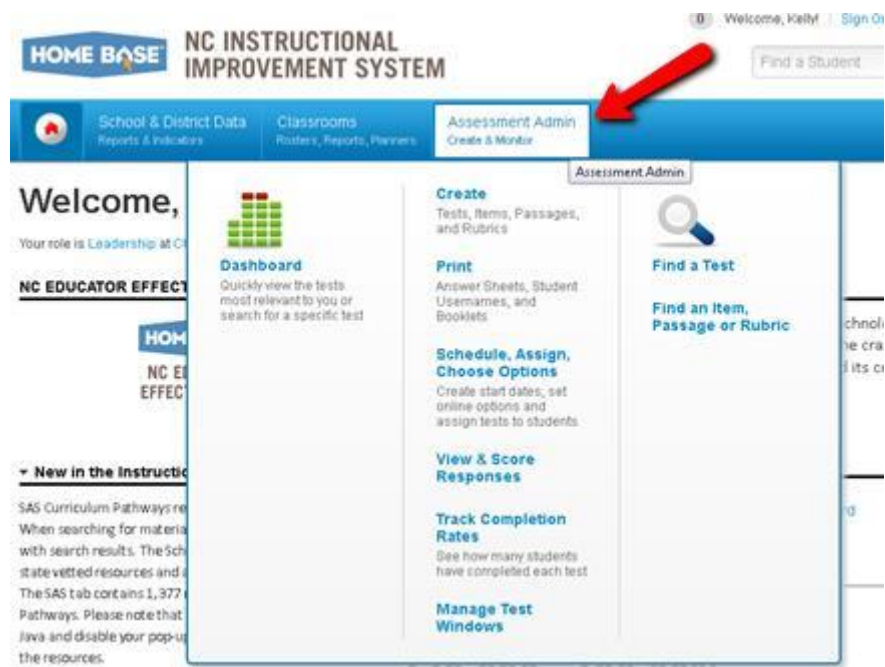 0 Welcome, Kelly! Sign
HOME BASE
NC INSTRUCTIONAL
IMPROVEMENT SYSTEM
Find a Student
School & District Data
Reports & Indicators
Classrooms
Rosters, Reports, Planners
Assessment Admin
Create & Monitor
Assessment Admin
Welcome,
Your role is Leadership at
NC EDUCATOR EFFECT
HOM
NC E
EFFEC
Dashboard
Quickly view the tests
most relevant to you or
search for a specific test
Create
Tests, Items, Passages,
and Rubrics
Print
Answer Sheets, Student
Usernames, and
Booklets
Schedule, Assign,
Choose Options
Create start dates, set
online options and
assign tests to students
View & Score
Responses
Track Completion
Rates
See how many students
have completed each test
Manage Test
Windows
Find a Test
Find an Item,
Passage or Rubric
chnol
e cra
its c
New in the Instructio
SAS Curriculum Pathways re
When searching for materia
with search results. The Sch
state vetted resources and
The SAS tab contains 1,377
Pathways. Please note that
Java and disable your pop-up
the resources.